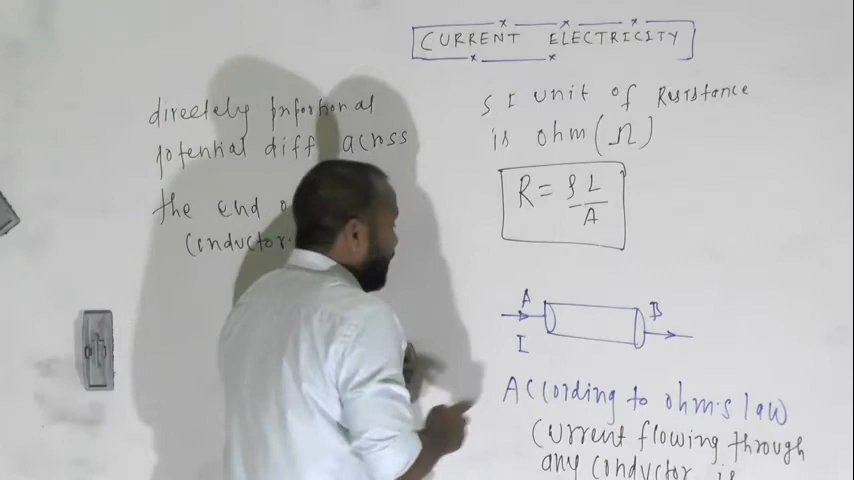 CURRENT ELECTRICITY
directely proportional
potential diff across
the end o
conductor.
S I unit of Resistance
is ohm (Ω)
R = ρ L / A
A B
I
According to ohm's law
Current flowing through
any conductor is